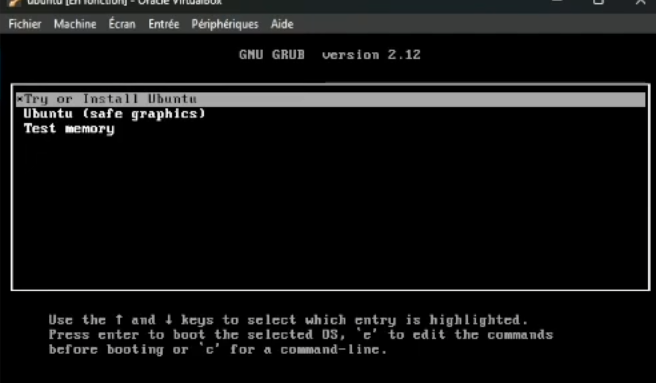 ubuntu [En fonction] - Oracle VirtualBox
Fichier Machine Écran Entrée Périphériques Aide
GNU GRUB version 2.12
*Try or Install Ubuntu
Ubuntu (safe graphics)
Test memory
Use the ↑ and ↓ keys to select which entry is highlighted.
Press enter to boot the selected OS, `e' to edit the commands
before booting or `c' for a command-line.